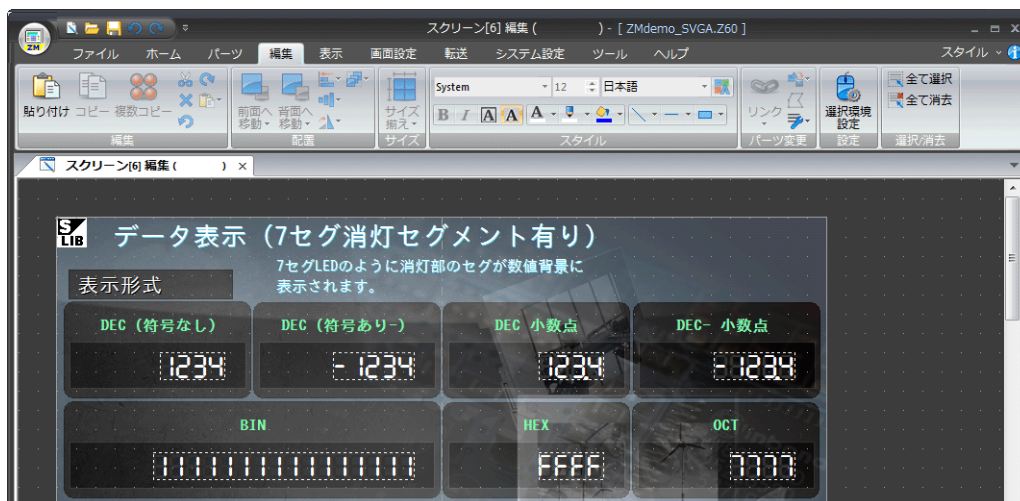 スクリーン[6] 編集 ( ) - [ ZMdemo_SVGA.Z60 ]
ZM
ファイル ホーム パーツ 編集 表示 画面設定 転送 システム設定 ツール ヘルプ スタイル
System 12 日本語
全て選択
貼り付け コピー 複数コピー 前面へ移動 背面へ移動 サイズ揃え B I A A A リンク 選択環境設定 全て消去
編集 配置 サイズ スタイル パーツ変更 設定 選択/消去
スクリーン[6] 編集 ( ) ×
S LIB
データ表示 (7セグ消灯セグメント有り)
7セグLEDのように消灯部のセグが数値背景に
表示されます。
表示形式
DEC (符号なし) DEC (符号あり-) DEC 小数点 DEC- 小数点
1234 - 1234 123.4 - 123.4
BIN HEX OCT
1111111111111111 FFFF 7777